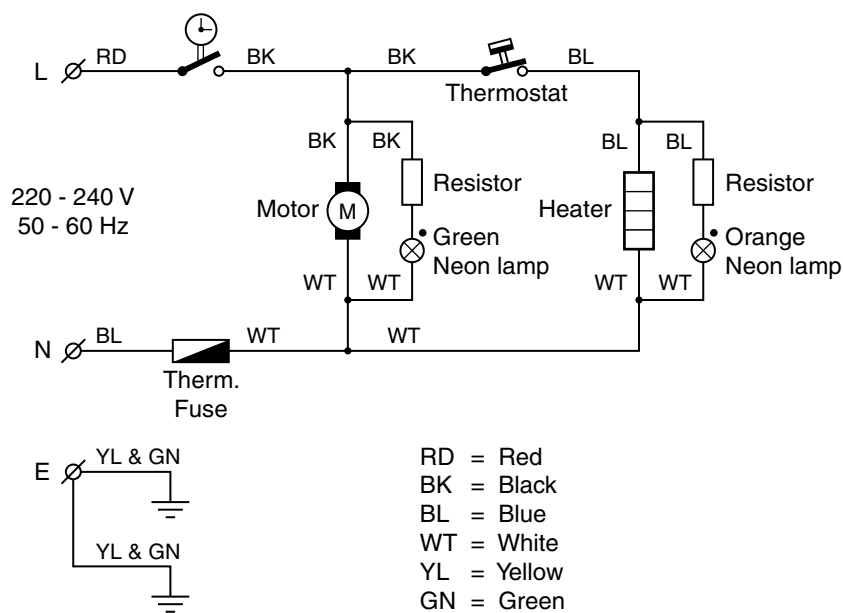 L
RD
BK
BK
BL
Thermostat
BK
BK
BL
BL
220 - 240 V
50 - 60 Hz
Motor
M
Resistor
Heater
Resistor
Green
Neon lamp
Orange
Neon lamp
WT
WT
WT
WT
N
BL
WT
WT
Therm.
Fuse
E
YL & GN
YL & GN
RD = Red
BK = Black
BL = Blue
WT = White
YL = Yellow
GN = Green